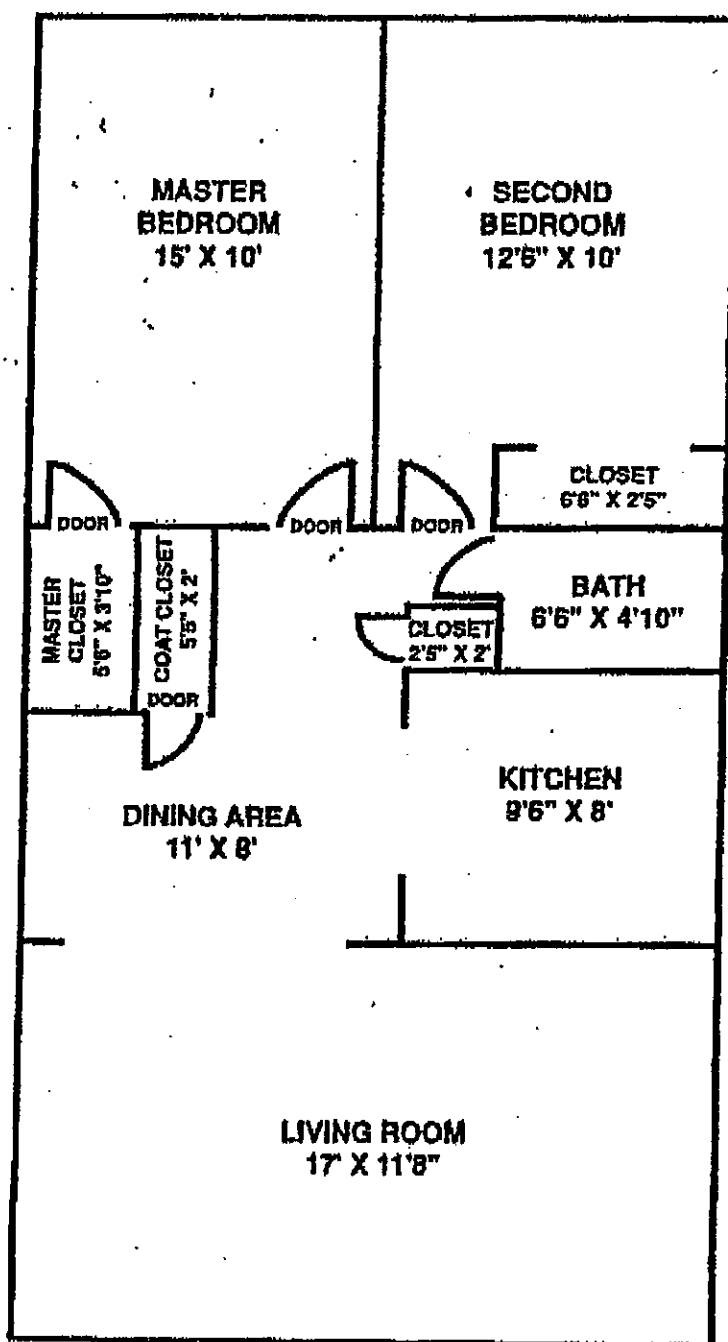 MASTER
BEDROOM
15' X 10'
SECOND
BEDROOM
12'6" X 10'
CLOSET
6'6" X 2'5"
DOOR
DOOR
DOOR
MASTER
CLOSET
5'6" X 3'10"
COAT CLOSET
5'6" X 2'
DOOR
BATH
6'6" X 4'10"
CLOSET
2'5" X 2'
KITCHEN
9'6" X 8'
DINING AREA
11' X 8'
LIVING ROOM
17' X 11'8"